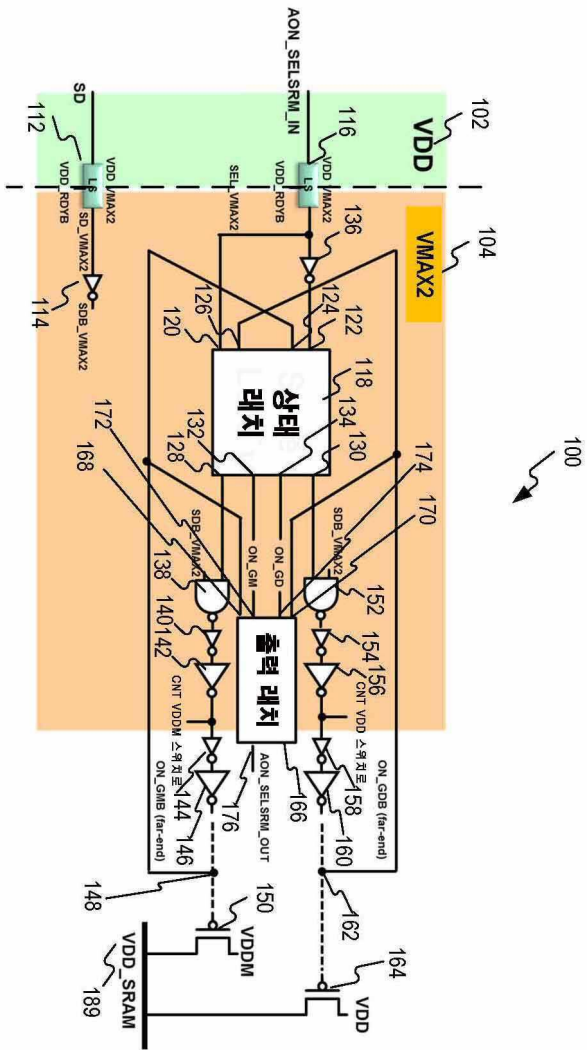 100
102
VDD
104
VMAX2
AON_SELSRM_IN
116
VDD_VMAX2
LS
VDD_RDYB
SEL_VMAX2
SD
112
VDD_VMAX2
LS
VDD_RDYB
SD_VMAX2
114
SDB_VMAX2
136
122
124
126
120
118
상태
래치
130
134
132
128
174
170
172
168
ON_GD
ON_GM
SDB_VMAX2
152
154
156
CNT VDD 스위치로
158
160
ON_GDB (far-end)
162
164
VDD
SDB_VMAX2
138
140
142
CNT VDDM 스위치로
144
146
ON_GMB (far-end)
148
150
VDDM
출력 래치
166
176
AON_SELSRM_OUT
VDD_SRAM
189